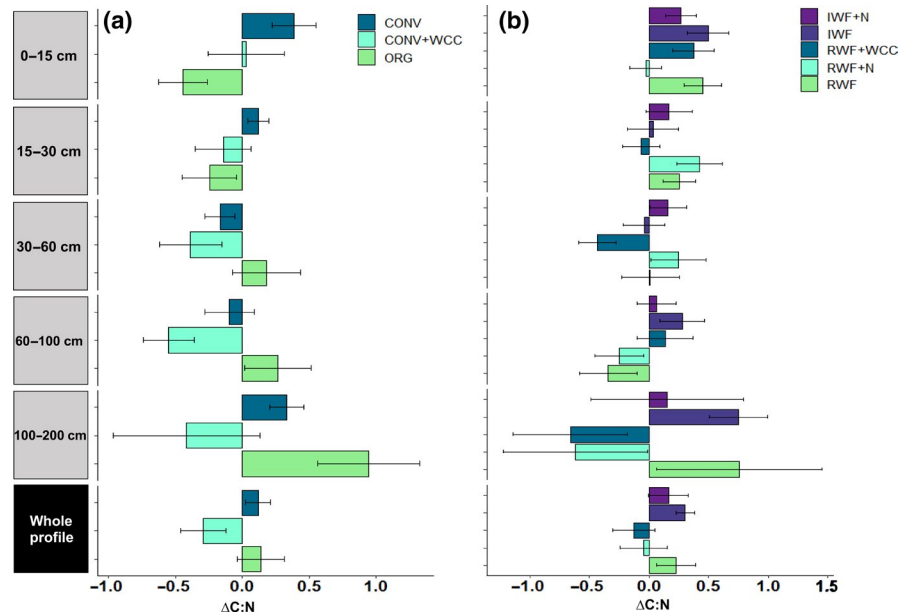 (a)
CONV
CONV+WCC
ORG
(b)
IWF+N
IWF
RWF+WCC
RWF+N
RWF
0–15 cm
15–30 cm
30–60 cm
60–100 cm
100–200 cm
Whole
profile
−1.0 −0.5 0.0 0.5 1.0
ΔC:N
−1.0 −0.5 0.0 0.5 1.0 1.5
ΔC:N